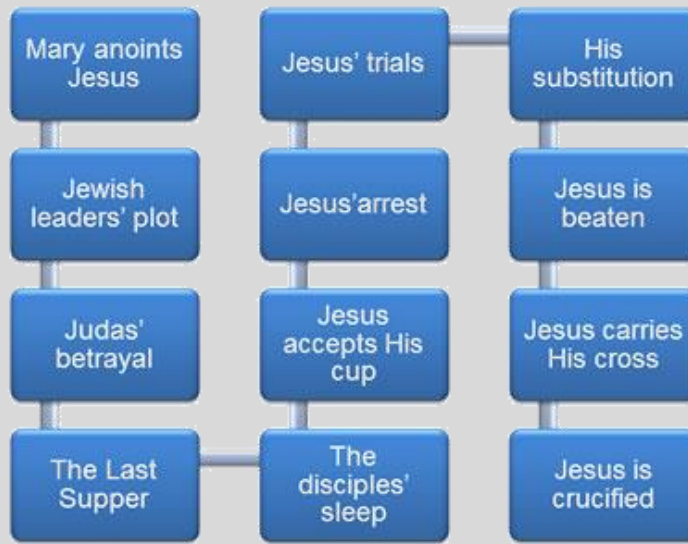 Mary anoints
Jesus
Jewish
leaders' plot
Judas'
betrayal
The Last
Supper
The
disciples'
sleep
Jesus
accepts His
cup
Jesus'arrest
Jesus' trials
His
substitution
Jesus is
beaten
Jesus carries
His cross
Jesus is
crucified